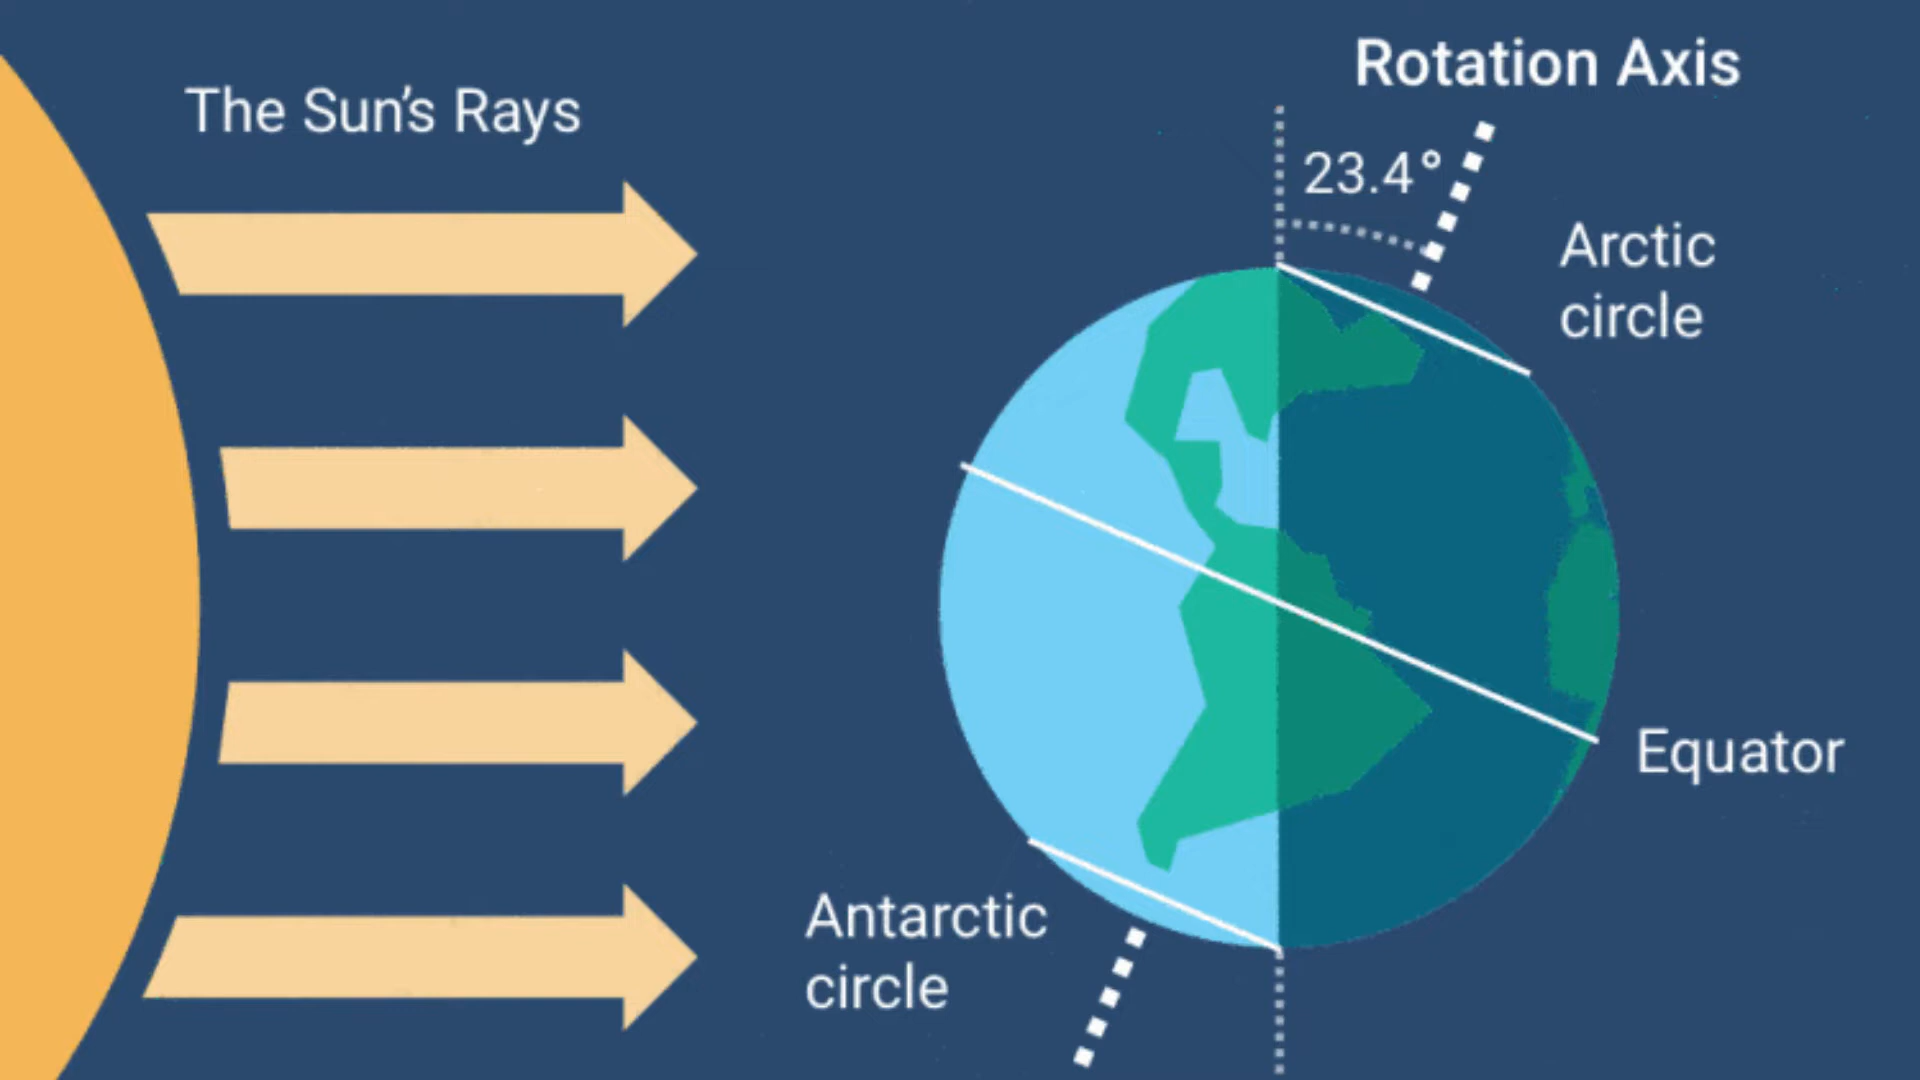 The Sun's Rays
Rotation Axis
23.4°
Arctic
circle
Equator
Antarctic
circle